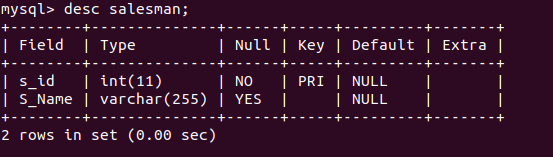 mysql> desc salesman;
+--------+--------------+------+-----+---------+-------+
| Field  | Type         | Null | Key | Default | Extra |
+--------+--------------+------+-----+---------+-------+
| s_id   | int(11)      | NO   | PRI | NULL    |       |
| S_Name | varchar(255) | YES  |     | NULL    |       |
+--------+--------------+------+-----+---------+-------+
2 rows in set (0.00 sec)